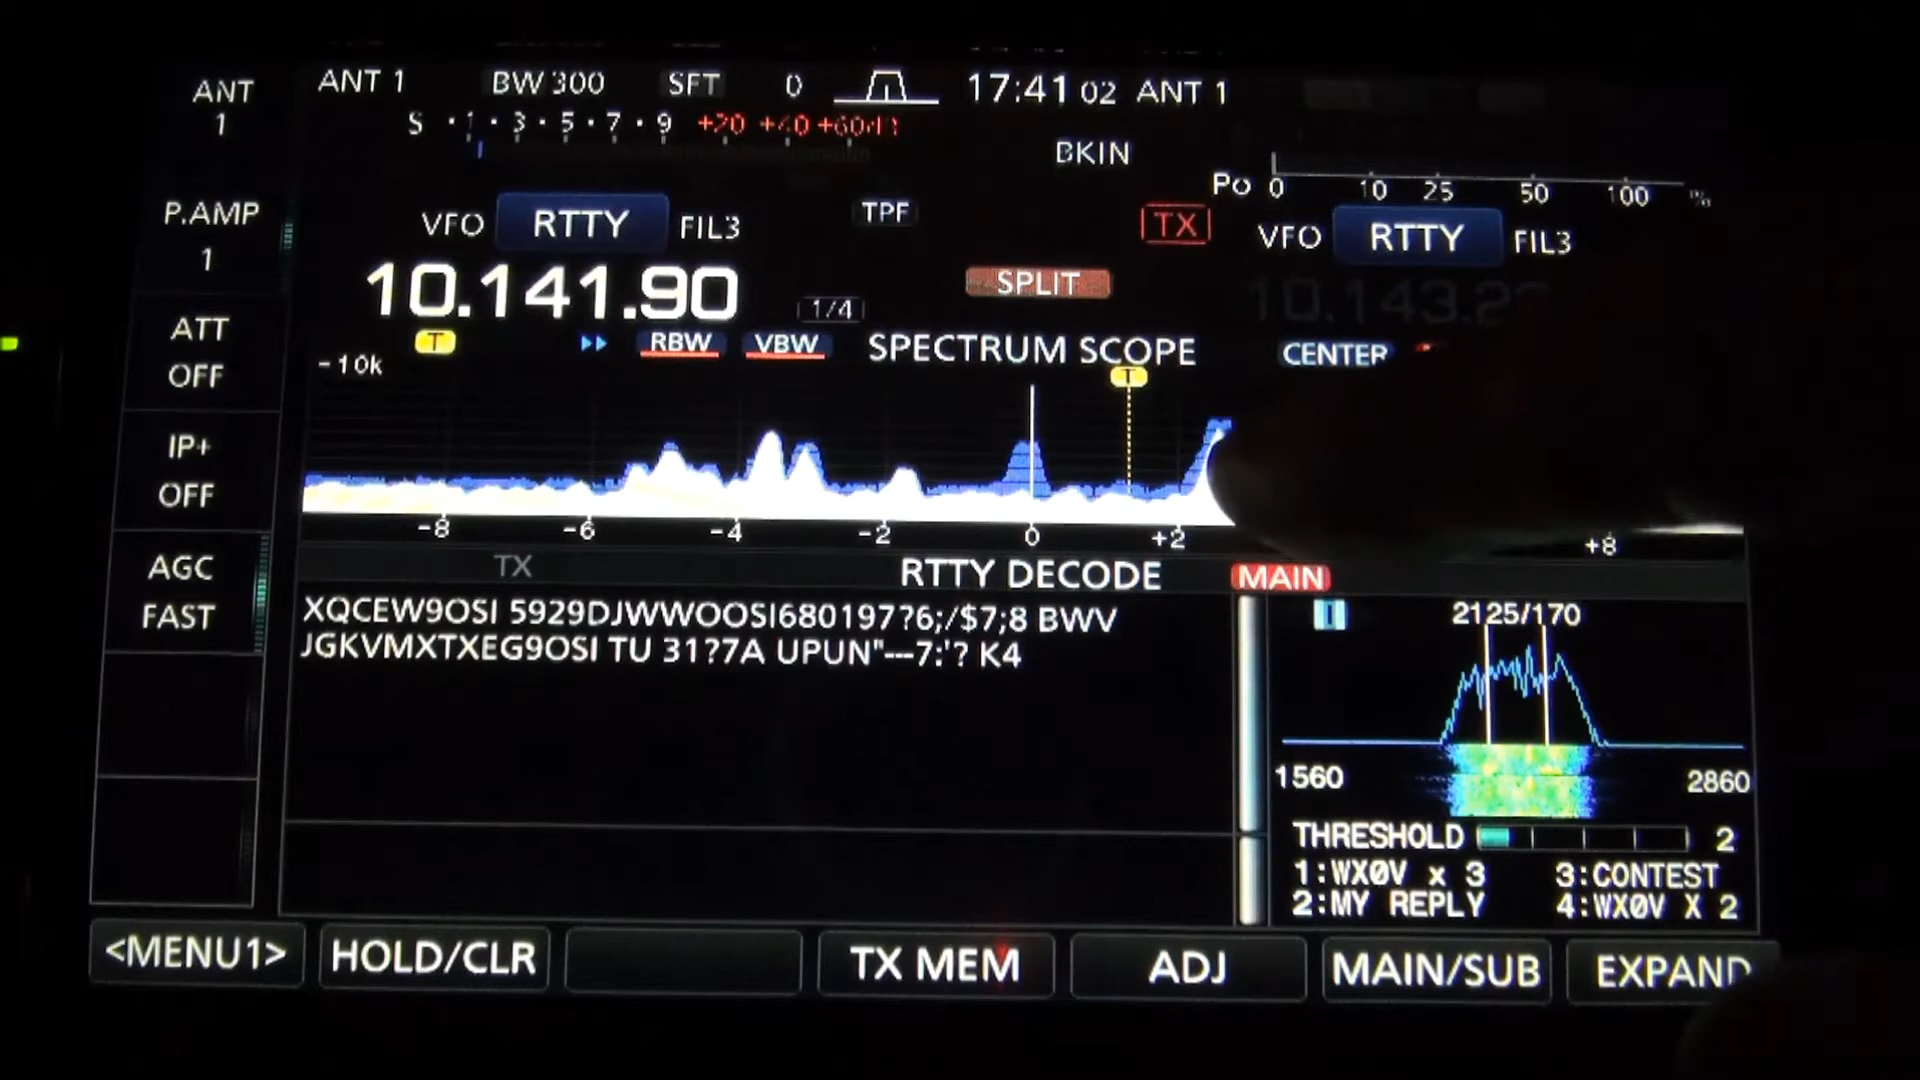 ANT 1 BW 300 SFT 0 17:41 02 ANT 1
ANT
1
S 1 3 5 7 9 +20 +40 +60dB
BKIN
Po 0 10 25 50 100 %
P.AMP
1
VFO RTTY FIL3 TPF TX VFO RTTY FIL3
10.141.90 1/4 SPLIT
ATT
OFF
T RBW VBW SPECTRUM SCOPE CENTER
-10k T
IP+
OFF
-8 -6 -4 -2 0 +2 +8
AGC
FAST
TX RTTY DECODE MAIN
XQCEW9OSI 5929DJWWOOSI680197?6;/$7;8 BWV
JGKVMXTXEG9OSI TU 31?7A UPUN"---7:'? K4
2125/170
1560 2860
THRESHOLD 2
1:WX0V x 3 3:CONTEST
2:MY REPLY 4:WX0V X 2
<MENU1> HOLD/CLR TX MEM ADJ MAIN/SUB EXPAND